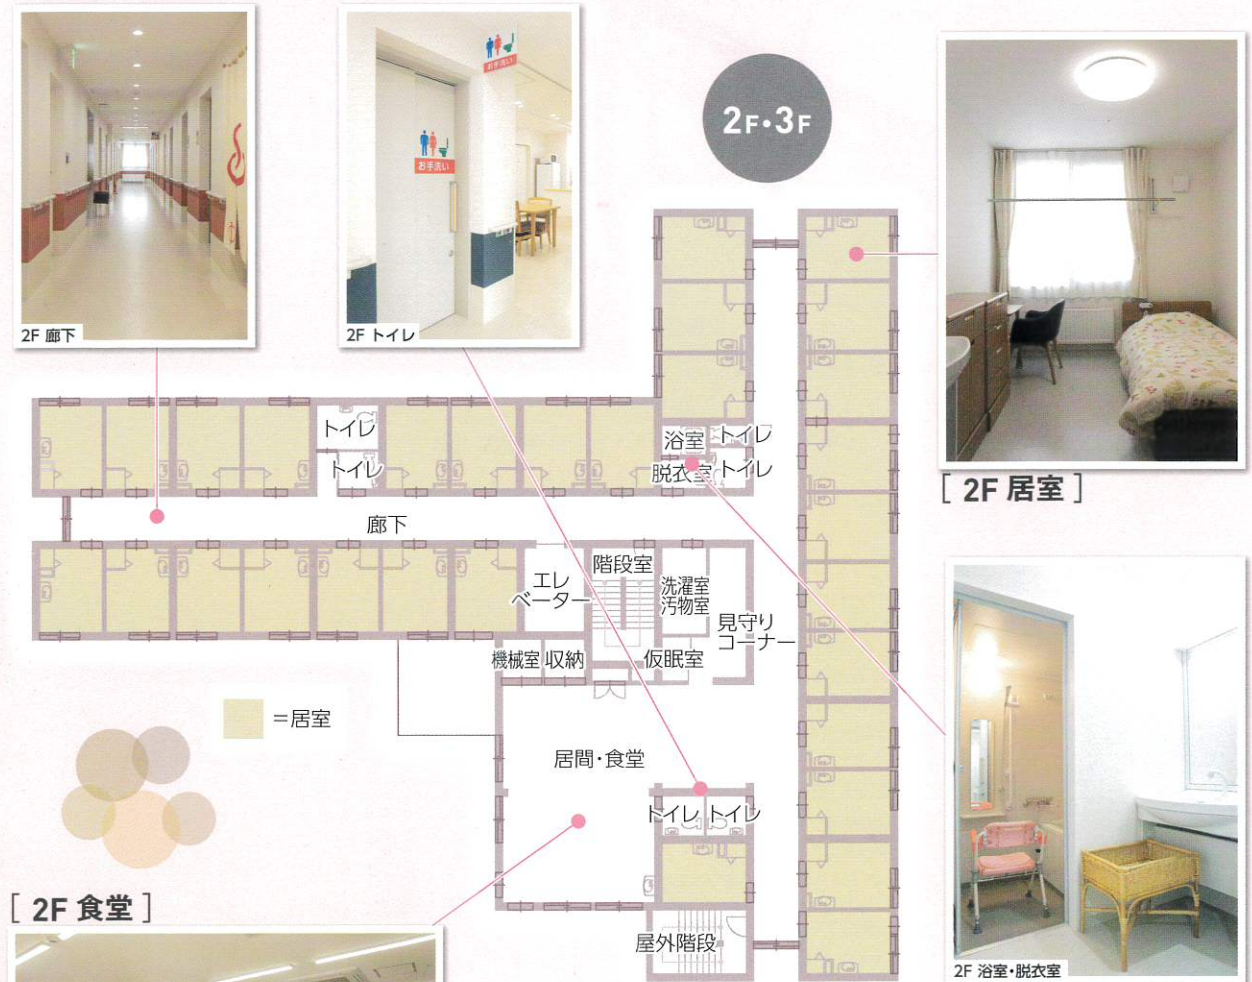 2F 廊下
お手洗い
お手洗い
2F トイレ
2F・3F
[ 2F 居室 ]
トイレ
トイレ
浴室
トイレ
脱衣室
トイレ
廊下
エレ
ベーター
階段室
洗濯室
汚物室
見守り
コーナー
機械室
収納
仮眠室
=居室
居間・食堂
トイレ
トイレ
屋外階段
[ 2F 食堂 ]
2F 浴室・脱衣室